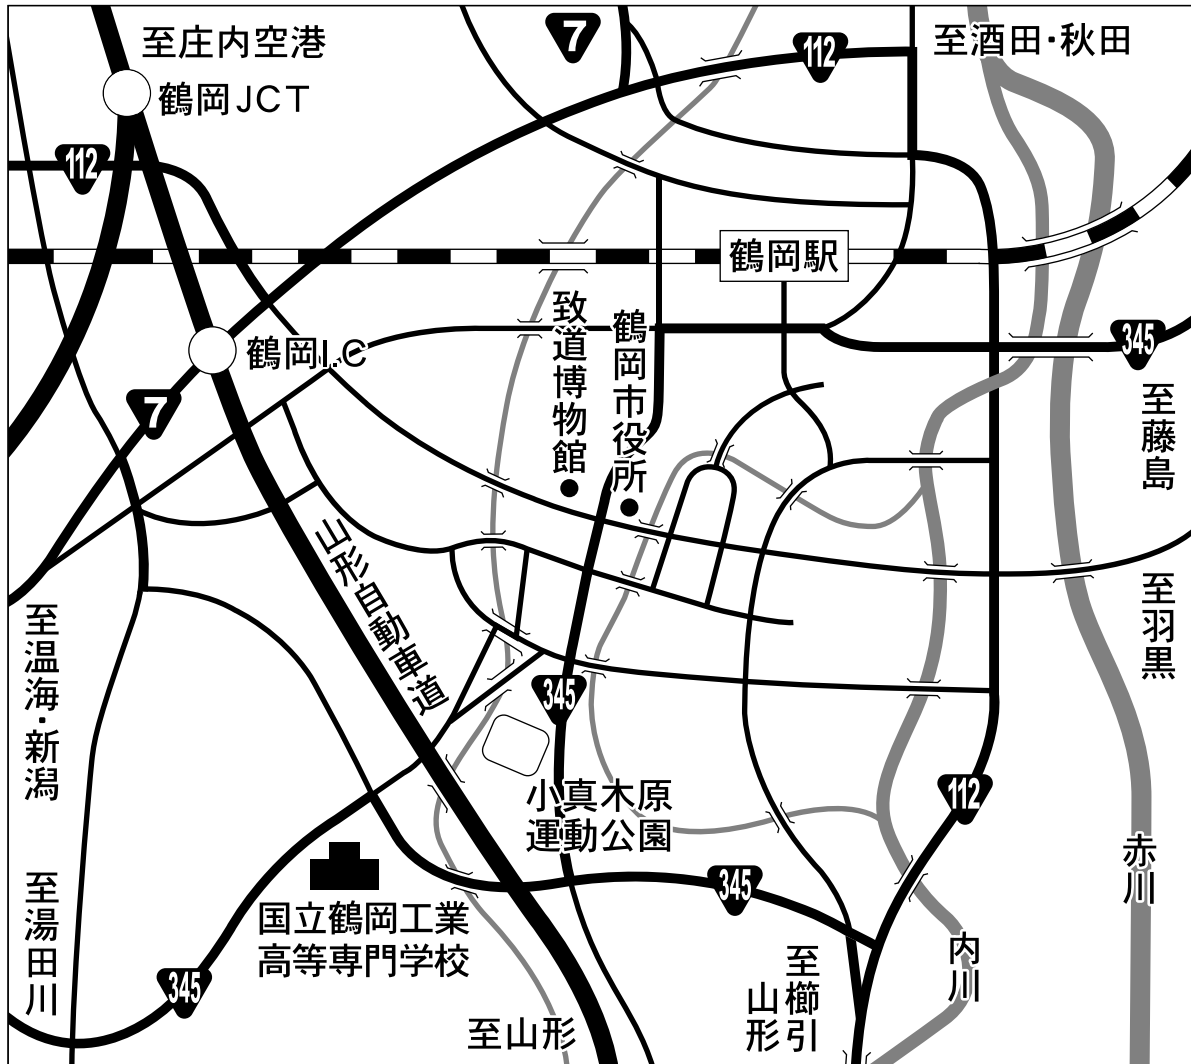 至庄内空港
鶴岡JCT
7
112
至酒田・秋田
112
鶴岡駅
345
鶴岡I.C
致道博物館
鶴岡市役所
7
至藤島
山形自動車道
至羽黒
至温海・新潟
345
小真木原
運動公園
112
赤川
345
至湯田川
国立鶴岡工業
高等専門学校
345
内川
至櫛引
山形
至山形